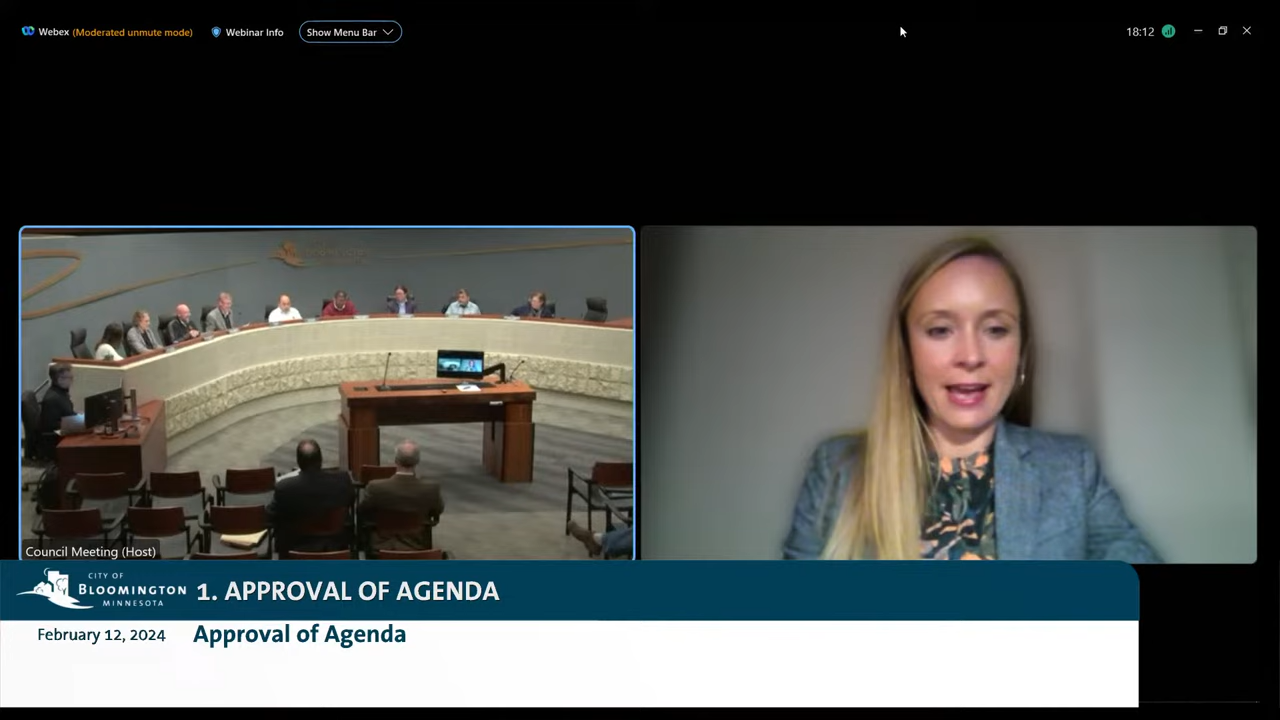 Webex (Moderated unmute mode) Webinar Info Show Menu Bar 18:12
Council Meeting (Host)
CITY OF
BLOOMINGTON
MINNESOTA
1. APPROVAL OF AGENDA
February 12, 2024 Approval of Agenda